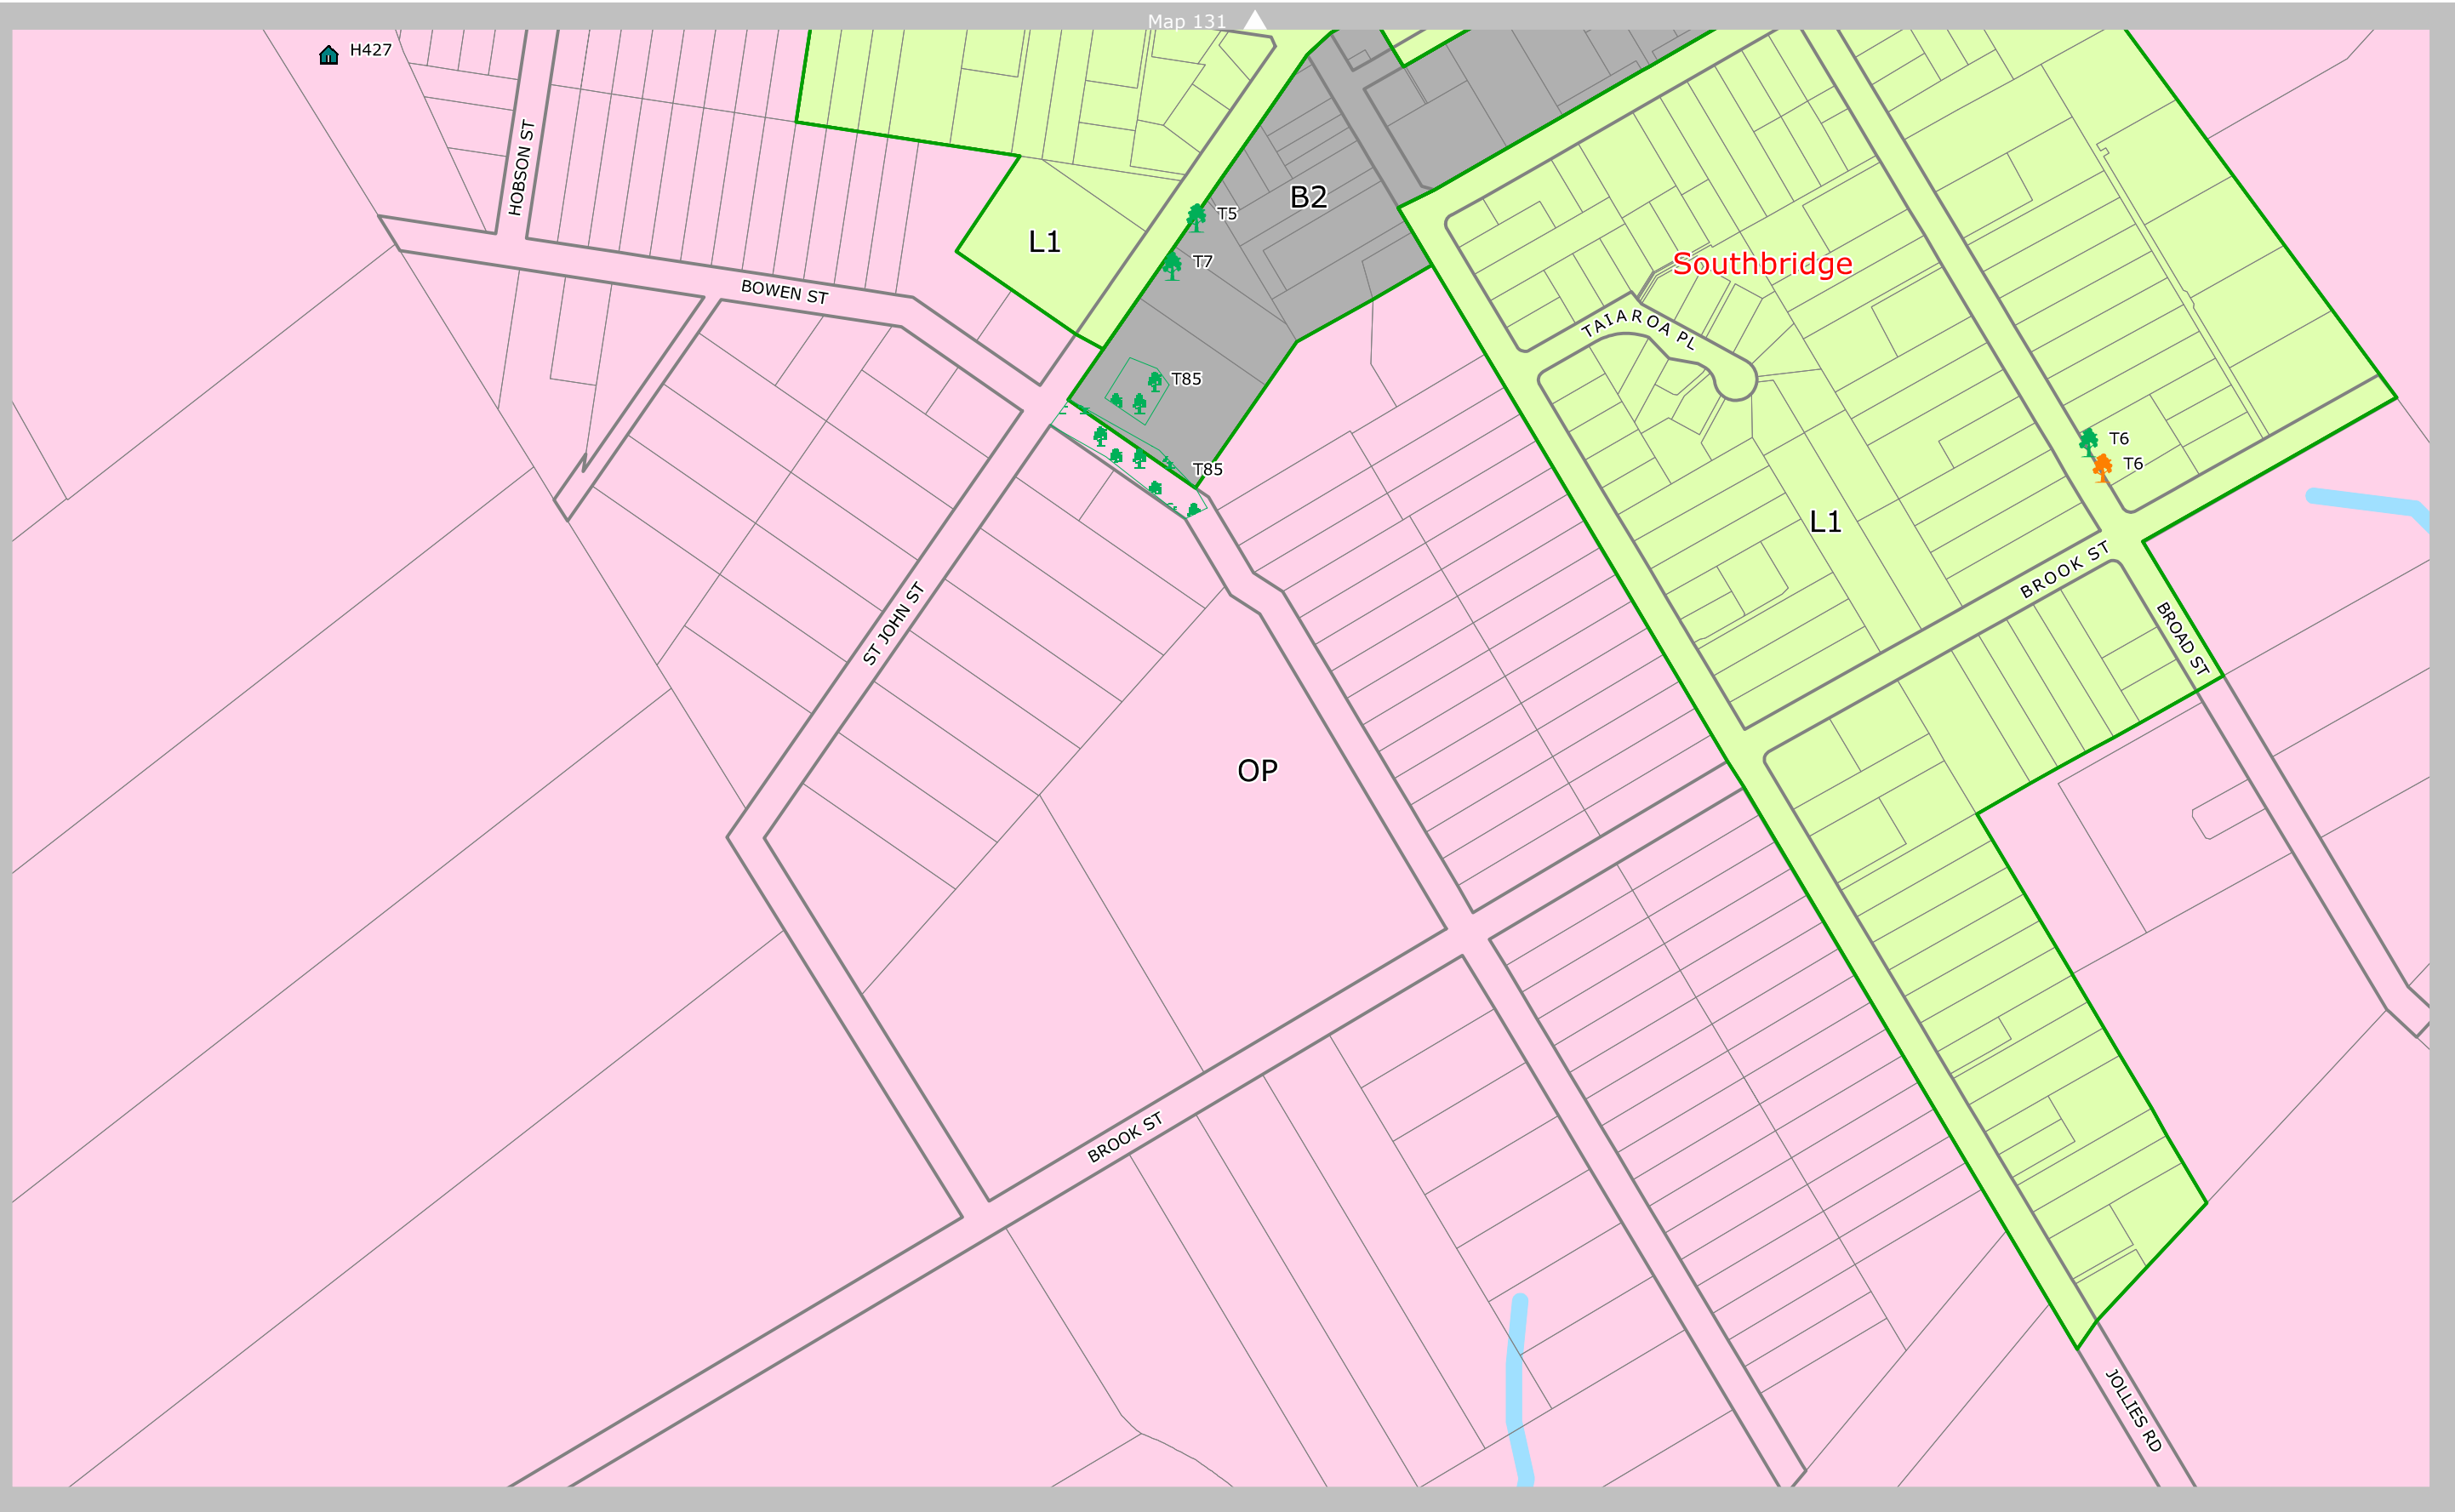 Map 131
H427
HOBSON ST
B2
T5
L1
T7
Southbridge
BOWEN ST
TAIAROA PL
T85
T6
T6
T85
L1
BROOK ST
ST JOHN ST
BROAD ST
OP
BROOK ST
JOLLIES RD